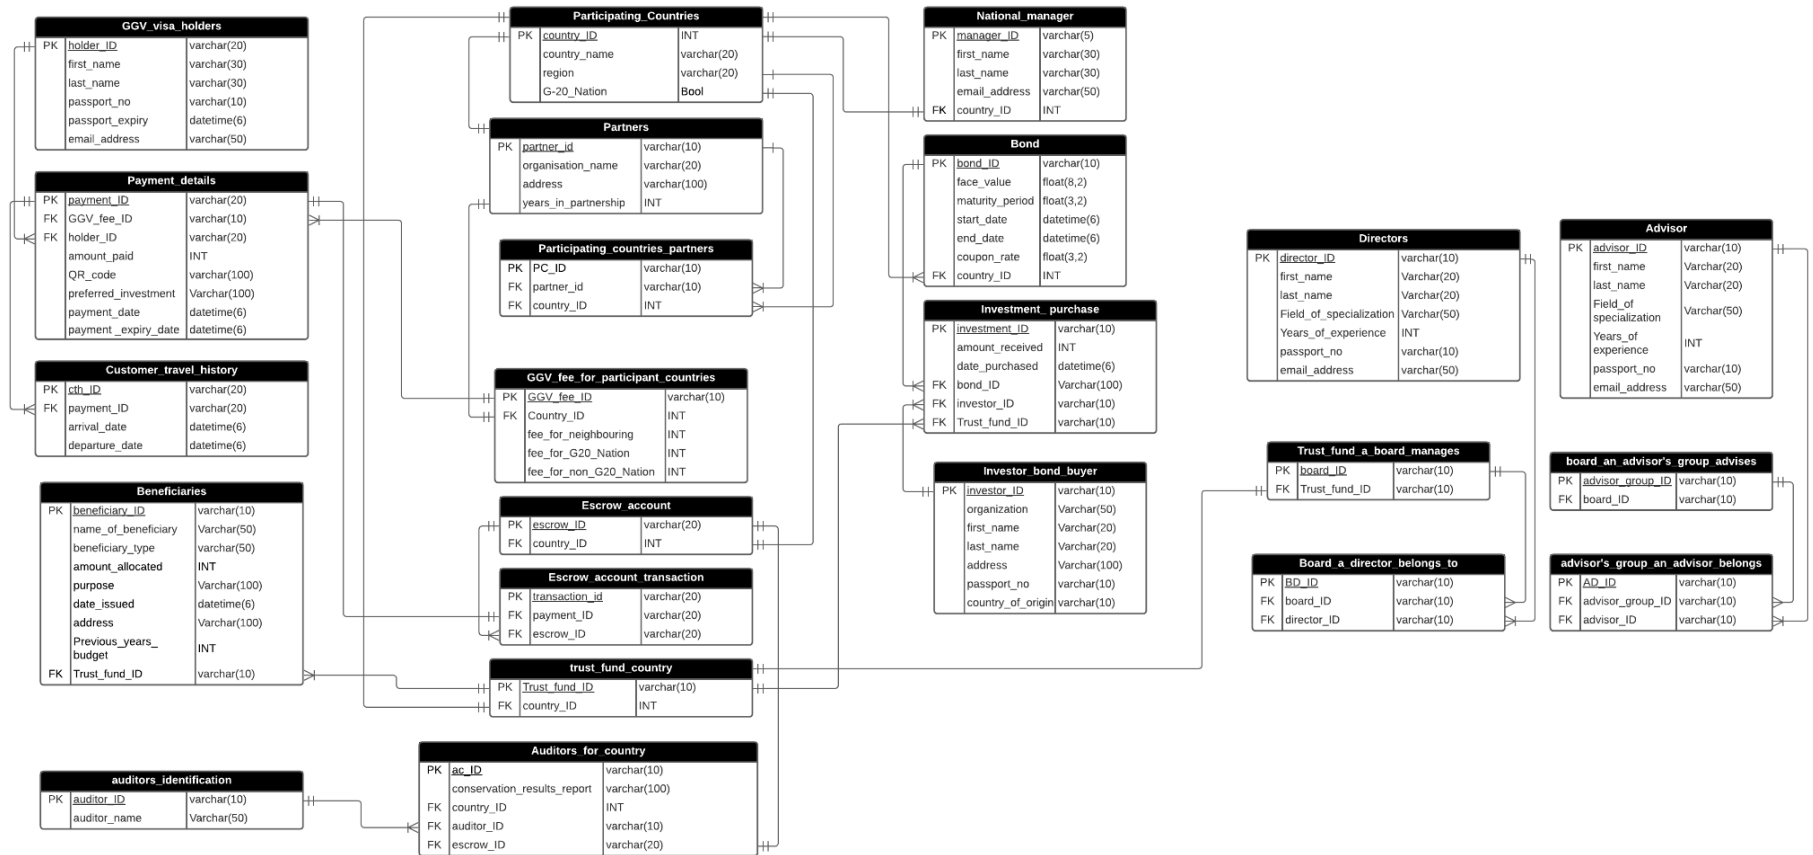 GGV_visa_holders
PK holder_ID varchar(20)
first_name varchar(30)
last_name varchar(30)
passport_no varchar(10)
passport_expiry datetime(6)
email_address varchar(50)
Payment_details
PK payment_ID varchar(20)
FK GGV_fee_ID varchar(10)
FK holder_ID varchar(20)
amount_paid INT
QR_code varchar(100)
preferred_investment Varchar(100)
payment_date datetime(6)
payment _expiry_date datetime(6)
Customer_travel_history
PK cth_ID varchar(20)
FK payment_ID varchar(20)
arrival_date datetime(6)
departure_date datetime(6)
Beneficiaries
PK beneficiary_ID varchar(10)
name_of_beneficiary Varchar(50)
beneficiary_type varchar(50)
amount_allocated INT
purpose Varchar(100)
date_issued datetime(6)
address Varchar(100)
Previous_years_
budget INT
FK Trust_fund_ID varchar(10)
auditors_identification
PK auditor_ID varchar(10)
auditor_name Varchar(50)
Participating_Countries
PK country_ID INT
country_name varchar(20)
region varchar(20)
G-20_Nation Bool
Partners
PK partner_id varchar(10)
organisation_name varchar(20)
address varchar(100)
years_in_partnership INT
Participating_countries_partners
PK PC_ID varchar(10)
FK partner_id varchar(10)
FK country_ID INT
GGV_fee_for_participant_countries
PK GGV_fee_ID varchar(10)
FK Country_ID INT
fee_for_neighbouring INT
fee_for_G20_Nation INT
fee_for_non_G20_Nation INT
Escrow_account
PK escrow_ID varchar(20)
FK country_ID INT
Escrow_account_transaction
PK transaction_id varchar(20)
FK payment_ID varchar(20)
FK escrow_ID varchar(20)
trust_fund_country
PK Trust_fund_ID varchar(10)
FK country_ID INT
Auditors_for_country
PK ac_ID varchar(10)
conservation_results_report varchar(100)
FK country_ID INT
FK auditor_ID varchar(10)
FK escrow_ID varchar(20)
National_manager
PK manager_ID varchar(5)
first_name varchar(30)
last_name varchar(30)
email_address varchar(50)
FK country_ID INT
Bond
PK bond_ID varchar(10)
face_value float(8,2)
maturity_period float(3,2)
start_date datetime(6)
end_date datetime(6)
coupon_rate float(3,2)
FK country_ID INT
Investment_ purchase
PK investment_ID varchar(10)
amount_received INT
date_purchased datetime(6)
FK bond_ID Varchar(100)
FK investor_ID varchar(10)
FK Trust_fund_ID varchar(10)
Investor_bond_buyer
PK investor_ID varchar(10)
organization Varchar(50)
first_name Varchar(20)
last_name Varchar(20)
address Varchar(100)
passport_no varchar(10)
country_of_origin varchar(10)
Directors
PK director_ID varchar(10)
first_name Varchar(20)
last_name Varchar(20)
Field_of_specialization Varchar(50)
Years_of_experience INT
passport_no varchar(10)
email_address varchar(50)
Trust_fund_a_board_manages
PK board_ID varchar(10)
FK Trust_fund_ID varchar(10)
Board_a_director_belongs_to
PK BD_ID varchar(10)
FK board_ID varchar(10)
FK director_ID varchar(10)
Advisor
PK advisor_ID varchar(10)
first_name Varchar(20)
last_name Varchar(20)
Field_of_
specialization Varchar(50)
Years_of_
experience INT
passport_no varchar(10)
email_address varchar(50)
board_an_advisor's_group_advises
PK advisor_group_ID varchar(10)
FK board_ID varchar(10)
advisor's_group_an_advisor_belongs
PK AD_ID varchar(10)
FK advisor_group_ID varchar(10)
FK advisor_ID varchar(10)